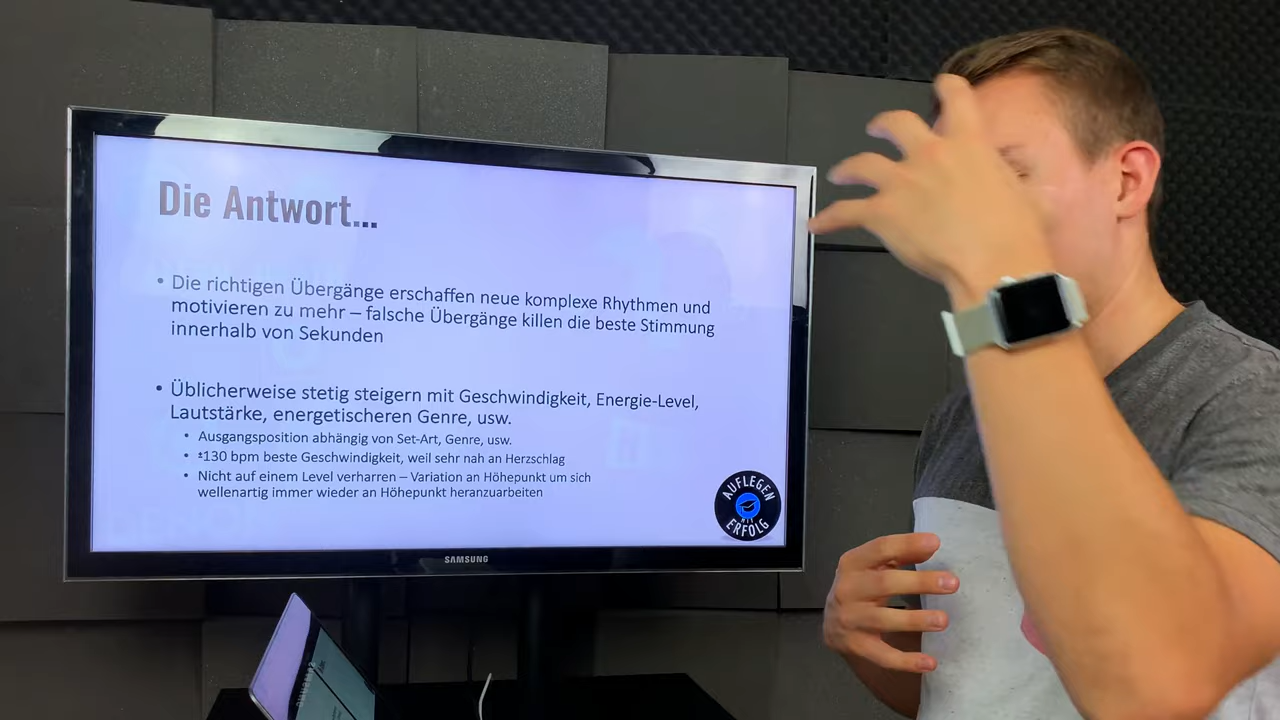 Die Antwort...
• Die richtigen Übergänge erschaffen neue komplexe Rhythmen und
motivieren zu mehr – falsche Übergänge killen die beste Stimmung
innerhalb von Sekunden
• Üblicherweise stetig steigern mit Geschwindigkeit, Energie-Level,
Lautstärke, energetischeren Genre, usw.
• Ausgangsposition abhängig von Set-Art, Genre, usw.
• ±130 bpm beste Geschwindigkeit, weil sehr nah an Herzschlag
• Nicht auf einem Level verharren – Variation an Höhepunkt um sich
wellenartig immer wieder an Höhepunkt heranzuarbeiten
AUFLEGEN
MIT
ERFOLG
SAMSUNG